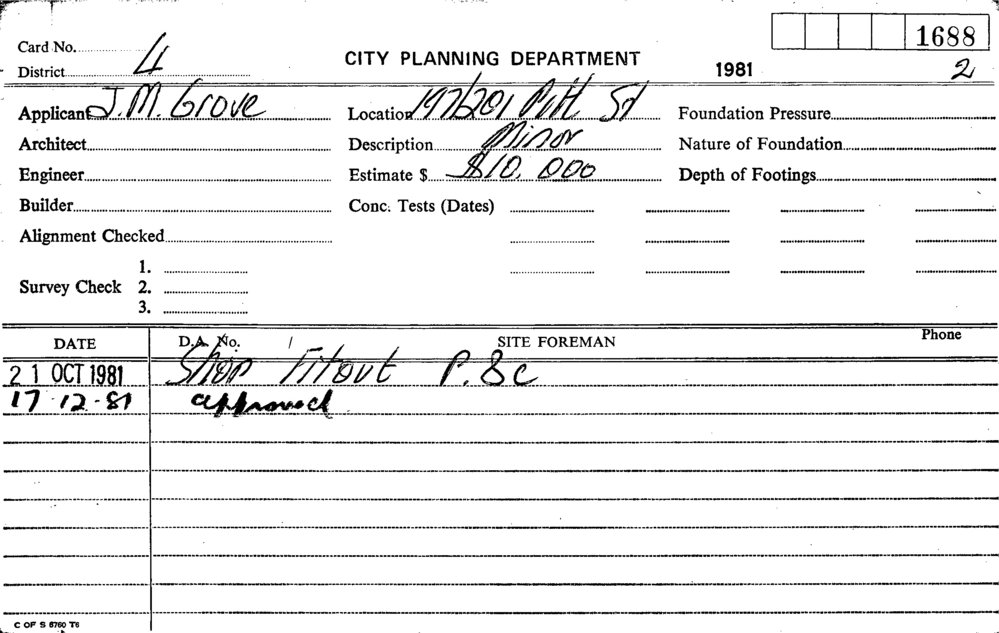 Card No. 1688
District 4 CITY PLANNING DEPARTMENT 1981 2
Applicant J.M. Grove Location 197/201 Pitt St Foundation Pressure
Architect Description Minor Nature of Foundation
Engineer Estimate $ $10,000 Depth of Footings
Builder Conc. Tests (Dates)
Alignment Checked
1.
Survey Check 2.
3.
DATE D.A. No. / SITE FOREMAN Phone
21 OCT 1981 Shop Fitout P.&C
17-12-81 approved
C OF S 6760 T6